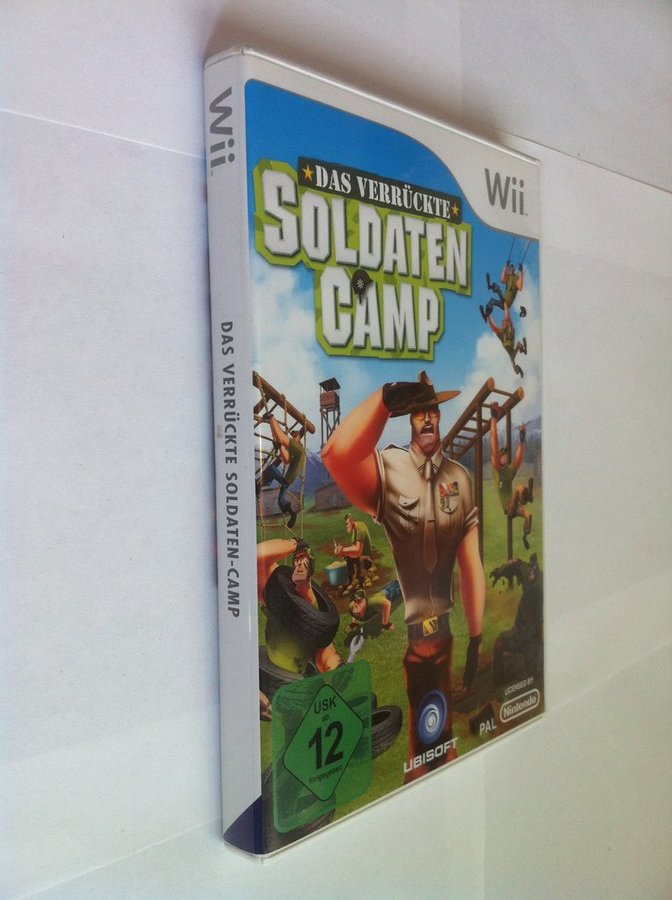 Wii
DAS VERRÜCKTE SOLDATEN-CAMP
Wii
DAS VERRÜCKTE
SOLDATEN
CAMP
USK
ab
12
freigegeben
UBISOFT
PAL
LICENSED BY
Nintendo